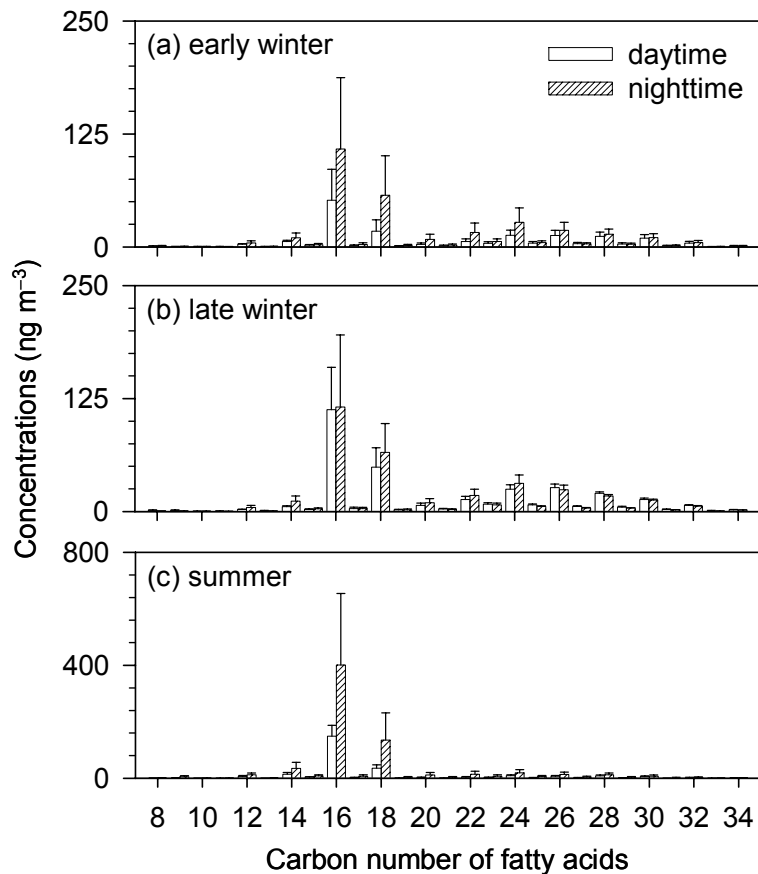 250
(a) early winter
daytime
nighttime
125
0
250
(b) late winter
125
0
Concentrations (ng m⁻³)
800
(c) summer
400
0
8 10 12 14 16 18 20 22 24 26 28 30 32 34
Carbon number of fatty acids